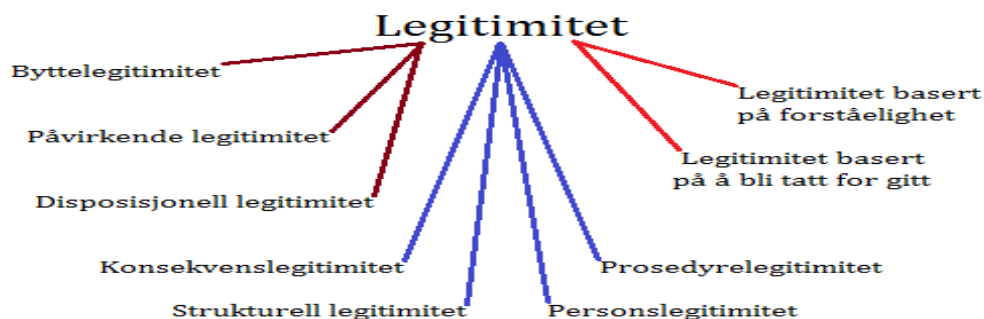 Legitimitet
Byttelegitimitet
Påvirkende legitimitet
Disposisjonell legitimitet
Konsekvenslegitimitet
Strukturell legitimitet
Personslegitimitet
Prosedyrelegitimitet
Legitimitet basert
på forståelighet
Legitimitet basert
på å bli tatt for gitt